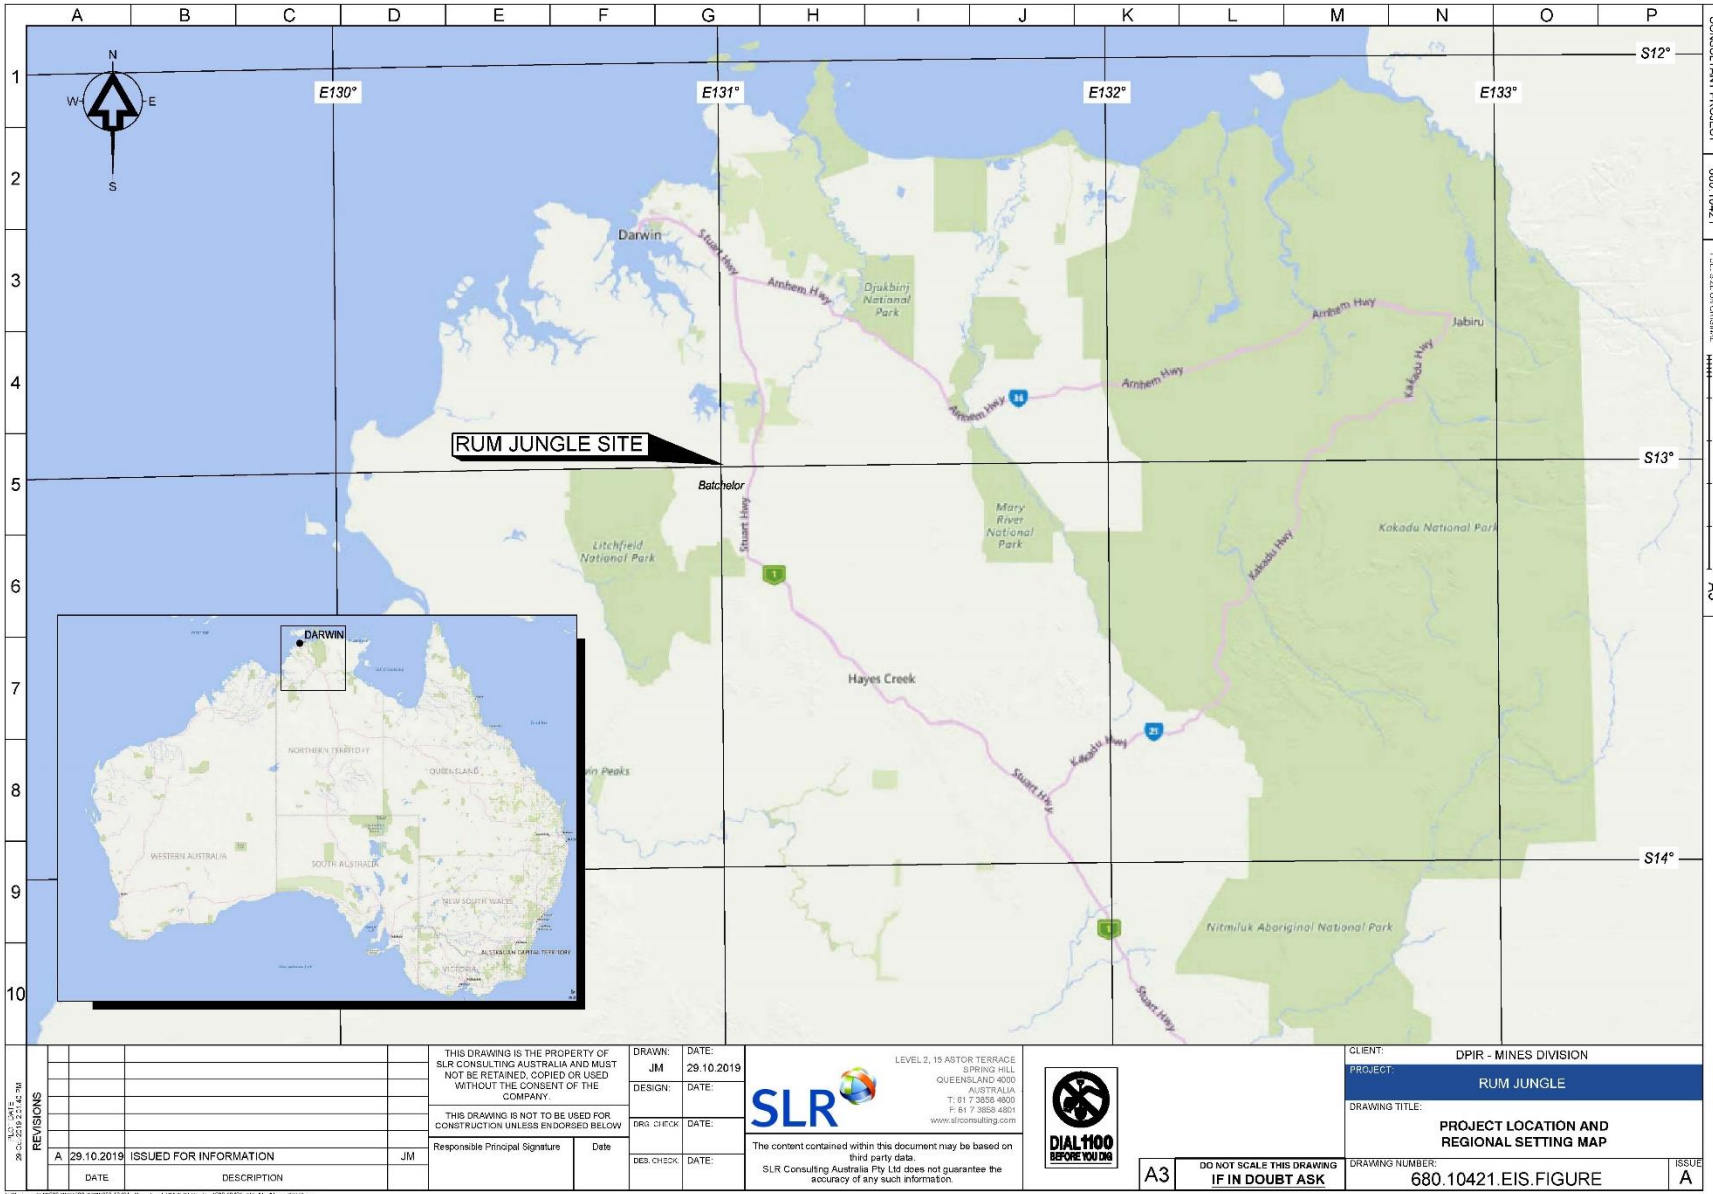 A B C D E F G H I J K L M N O P
1
2
3
4
5
6
7
8
9
10
N
W E
S
E130°
E131°
E132°
E133°
S12°
S13°
S14°
Darwin
Stuart Hwy
Arnhem Hwy
Djukbinj
National
Park
Arnhem Hwy
Jabiru
Kakadu Hwy
Arnhem Hwy
Arnhem Hwy
36
RUM JUNGLE SITE
Batchelor
Stuart Hwy
Mary
River
National
Park
Kakadu National Park
Kakadu Hwy
Litchfield
National Park
1
Hayes Creek
21
Kakadu Hwy
Stuart Hwy
in Peaks
Nitmiluk Aboriginal National Park
1
Stuart Hwy
DARWIN
NORTHERN TERRITORY
QUEENSLAND
WESTERN AUSTRALIA
SOUTH AUSTRALIA
NEW SOUTH WALES
AUSTRALIAN CAPITAL TERRITORY
VICTORIA
REVISIONS
A 29.10.2019 ISSUED FOR INFORMATION JM
DATE DESCRIPTION
THIS DRAWING IS THE PROPERTY OF
SLR CONSULTING AUSTRALIA AND MUST
NOT BE RETAINED, COPIED OR USED
WITHOUT THE CONSENT OF THE
COMPANY.
THIS DRAWING IS NOT TO BE USED FOR
CONSTRUCTION UNLESS ENDORSED BELOW
Responsible Principal Signature Date
DRAWN: DATE:
JM 29.10.2019
DESIGN: DATE:
DRG. CHECK: DATE:
DES. CHECK: DATE:
SLR
LEVEL 2, 15 ASTOR TERRACE
SPRING HILL
QUEENSLAND 4000
AUSTRALIA
T: 61 7 3858 4800
F: 61 7 3858 4801
www.slrconsulting.com
The content contained within this document may be based on
third party data.
SLR Consulting Australia Pty Ltd does not guarantee the
accuracy of any such information.
DIAL 1100
BEFORE YOU DIG
A3
DO NOT SCALE THIS DRAWING
IF IN DOUBT ASK
CLIENT: DPIR - MINES DIVISION
PROJECT:
RUM JUNGLE
DRAWING TITLE:
PROJECT LOCATION AND
REGIONAL SETTING MAP
DRAWING NUMBER:
680.10421.EIS.FIGURE
ISSUE
A